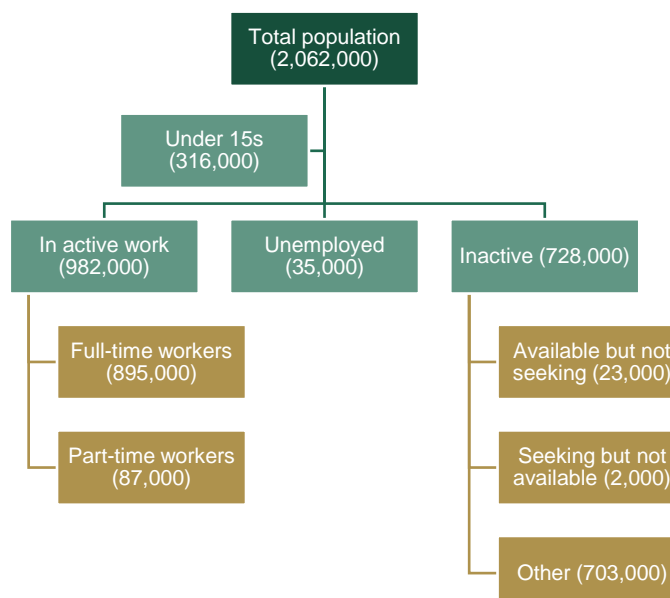 Total population
(2,062,000)
Under 15s
(316,000)
In active work
(982,000)
Unemployed
(35,000)
Inactive (728,000)
Full-time workers
(895,000)
Part-time workers
(87,000)
Available but not
seeking (23,000)
Seeking but not
available (2,000)
Other (703,000)